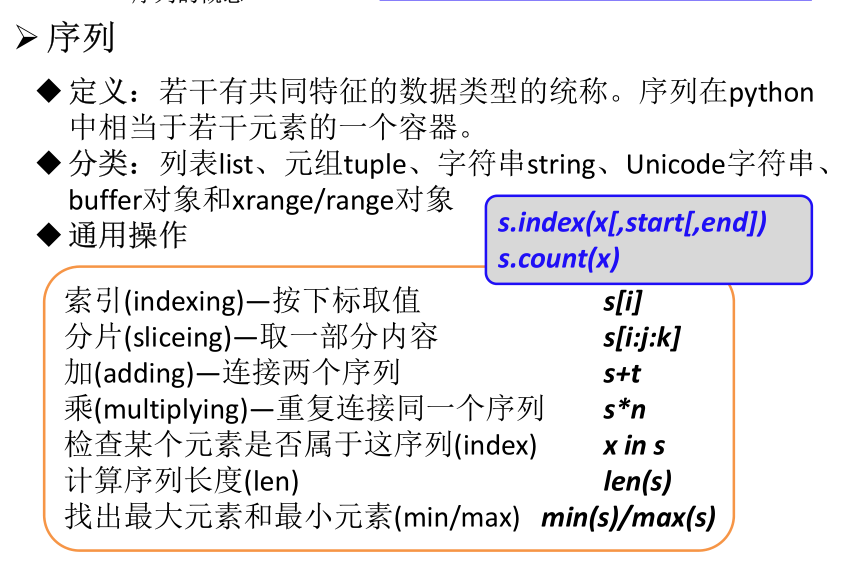 序列
定义：若干有共同特征的数据类型的统称。序列在python
中相当于若干元素的一个容器。
分类：列表list、元组tuple、字符串string、Unicode字符串、
buffer对象和xrange/range对象
通用操作
s.index(x[,start[,end])
s.count(x)
索引(indexing)—按下标取值 s[i]
分片(sliceing)—取一部分内容 s[i:j:k]
加(adding)—连接两个序列 s+t
乘(multiplying)—重复连接同一个序列 s*n
检查某个元素是否属于这序列(index) x in s
计算序列长度(len) len(s)
找出最大元素和最小元素(min/max) min(s)/max(s)